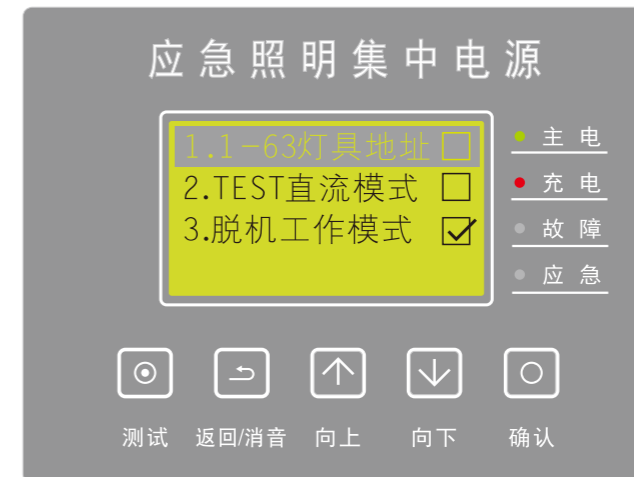 应急照明集中电源
1.1-63灯具地址
2.TEST直流模式
3.脱机工作模式
主电
充电
故障
应急
测试 返回/消音 向上 向下 确认